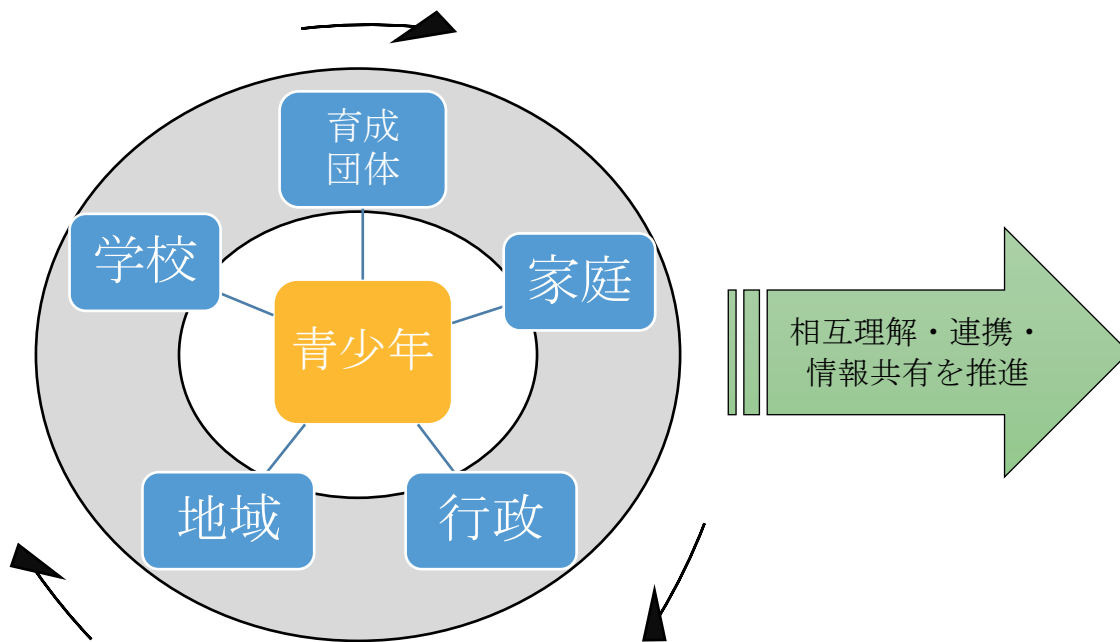 育成
団体
学校
家庭
青少年
地域
行政
相互理解・連携・
情報共有を推進